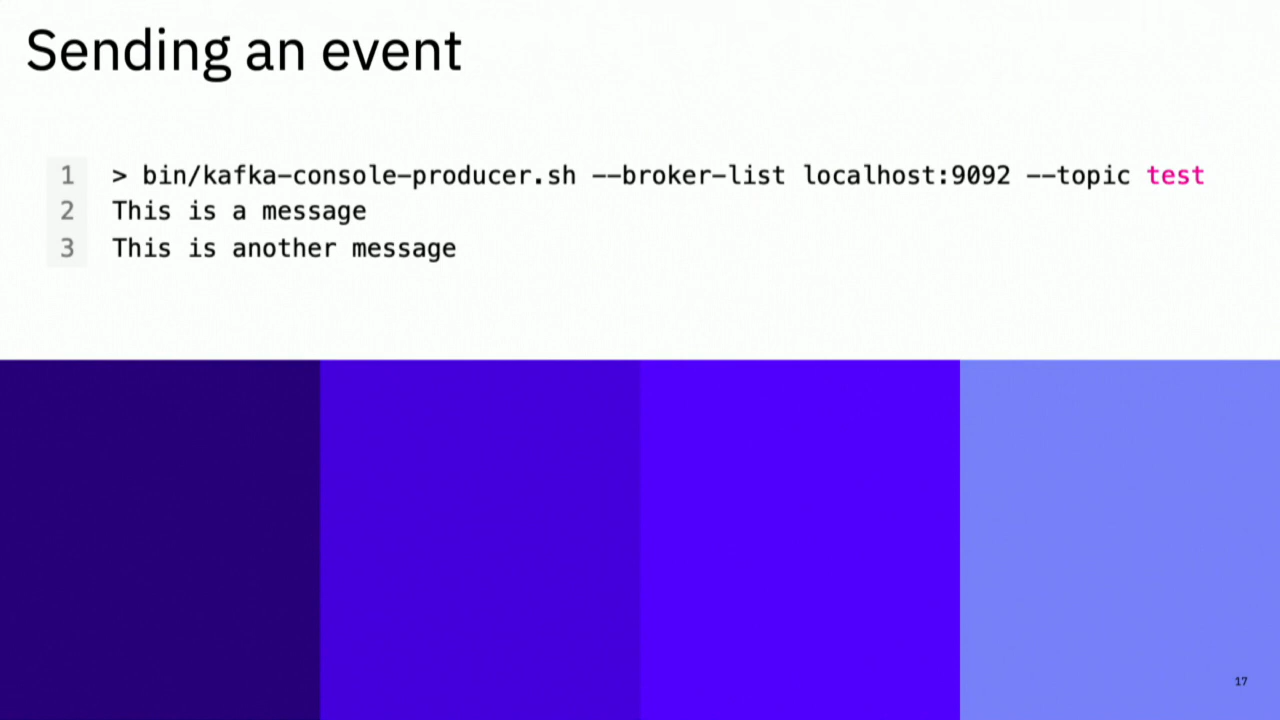 Sending an event
1 > bin/kafka-console-producer.sh --broker-list localhost:9092 --topic test
2 This is a message
3 This is another message
17